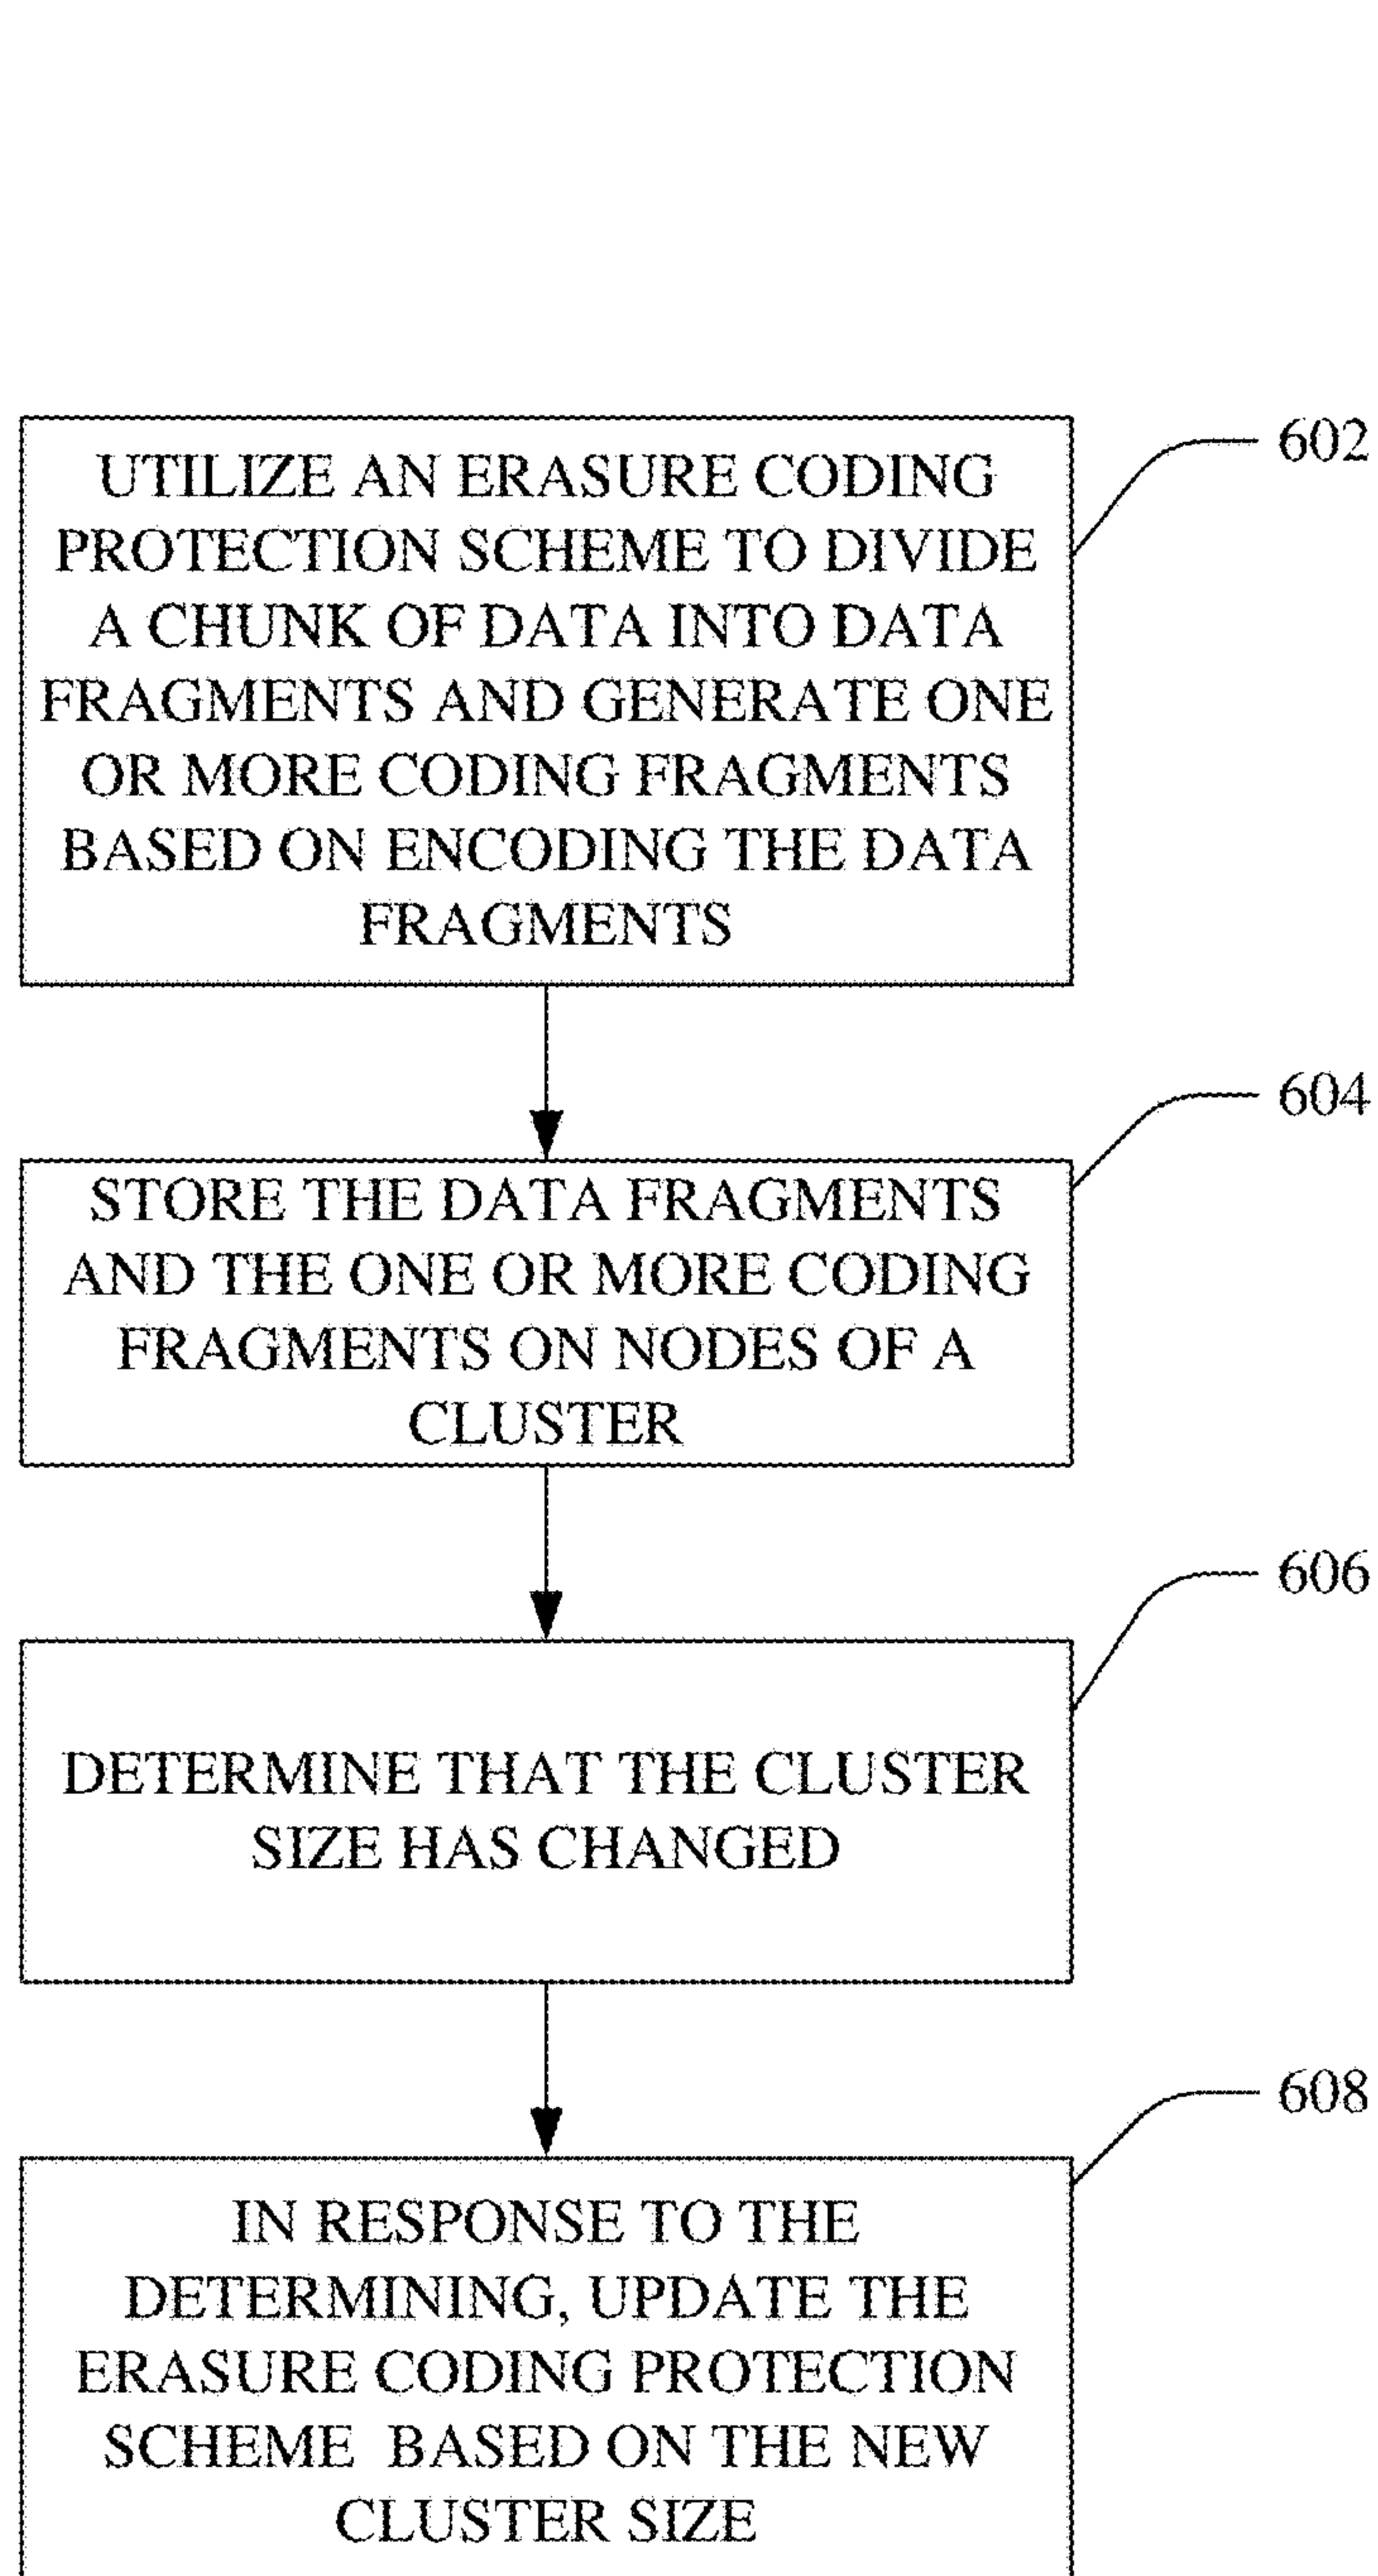 UTILIZE AN ERASURE CODING
PROTECTION SCHEME TO DIVIDE
A CHUNK OF DATA INTO DATA
FRAGMENTS AND GENERATE ONE
OR MORE CODING FRAGMENTS
BASED ON ENCODING THE DATA
FRAGMENTS
602
STORE THE DATA FRAGMENTS
AND THE ONE OR MORE CODING
FRAGMENTS ON NODES OF A
CLUSTER
604
DETERMINE THAT THE CLUSTER
SIZE HAS CHANGED
606
IN RESPONSE TO THE
DETERMINING, UPDATE THE
ERASURE CODING PROTECTION
SCHEME BASED ON THE NEW
CLUSTER SIZE
608